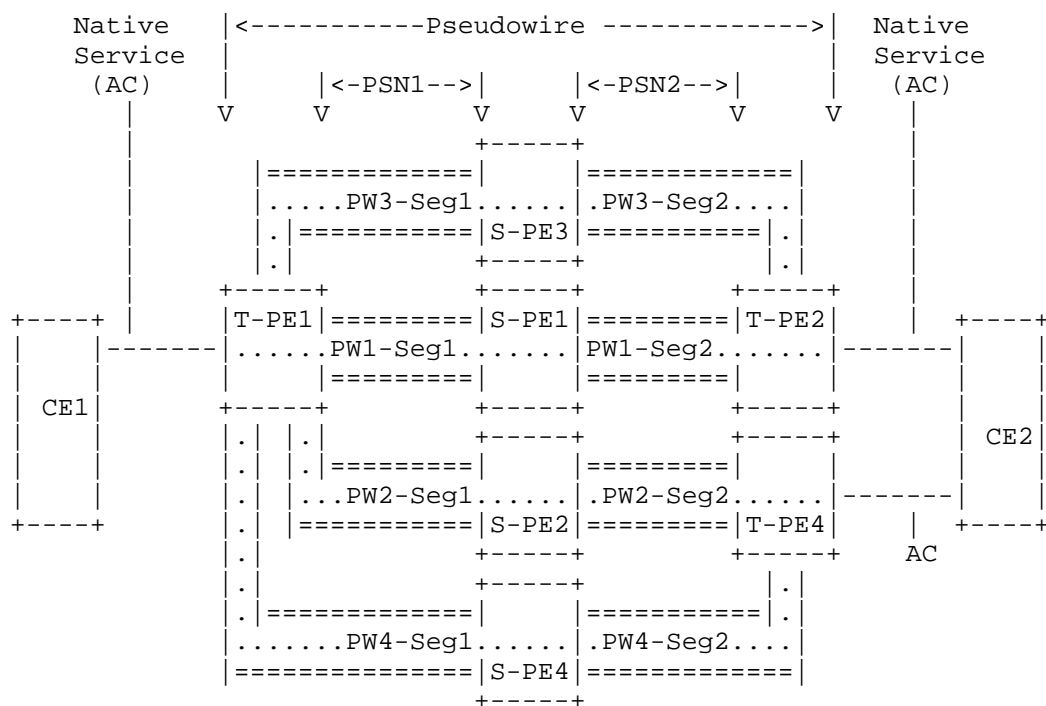 Native |<-----------Pseudowire ------------->| Native
Service | | Service
(AC) | |<-PSN1-->| |<-PSN2-->| | (AC)
| V V V V V V |
| +-----+ |
| |=============| |=============| |
| |.....PW3-Seg1......|.PW3-Seg2....| |
| |.|===========|S-PE3|===========|.| |
| |.| +-----+ |.| |
| +-----+ +-----+ +-----+ |
+----+ | |T-PE1|=========|S-PE1|=========|T-PE2| | +----+
| |-------|......PW1-Seg1.......|PW1-Seg2.......|-------| |
| | | |=========| |=========| | | |
| CE1| +-----+ +-----+ +-----+ | |
| | |.| |.| +-----+ +-----+ | CE2|
| | |.| |.|=========| |=========| | | |
| | |.| |...PW2-Seg1......|.PW2-Seg2......|-------| |
+----+ |.| |===========|S-PE2|=========|T-PE4| | +----+
|.| +-----+ +-----+ AC
|.| +-----+ |.|
|.|=============| |===========|.|
|.......PW4-Seg1......|.PW4-Seg2....|
|===============|S-PE4|=============|
+-----+